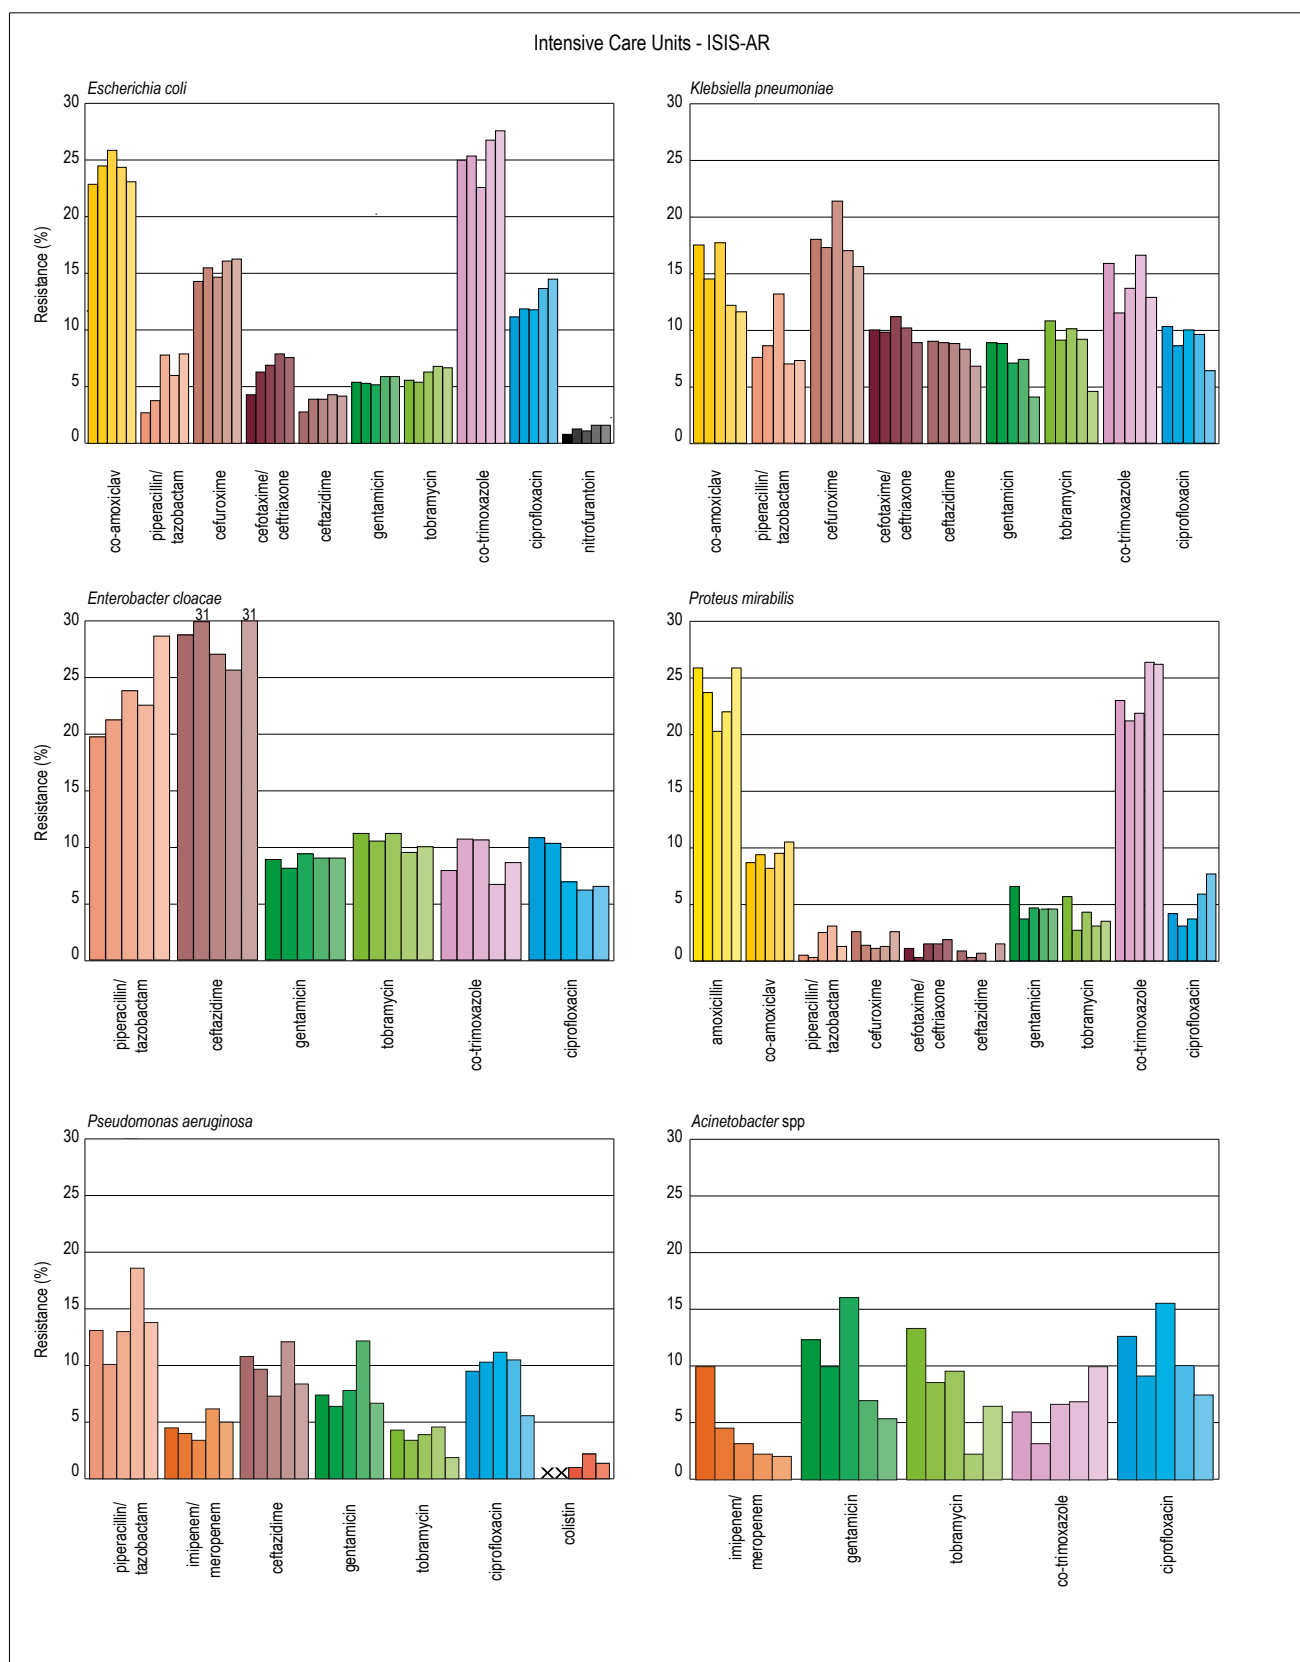 Intensive Care Units - ISIS-AR
Escherichia coli
30
25
20
15
10
5
0
Resistance (%)
co-amoxiclav
piperacillin/
tazobactam
cefuroxime
cefotaxime/
ceftriaxone
ceftazidime
gentamicin
tobramycin
co-trimoxazole
ciprofloxacin
nitrofurantoin
Klebsiella pneumoniae
30
25
20
15
10
5
0
co-amoxiclav
piperacillin/
tazobactam
cefuroxime
cefotaxime/
ceftriaxone
ceftazidime
gentamicin
tobramycin
co-trimoxazole
ciprofloxacin
Enterobacter cloacae
31
31
30
25
20
15
10
5
0
Resistance (%)
piperacillin/
tazobactam
ceftazidime
gentamicin
tobramycin
co-trimoxazole
ciprofloxacin
Proteus mirabilis
30
25
20
15
10
5
0
amoxicillin
co-amoxiclav
piperacillin/
tazobactam
cefuroxime
cefotaxime/
ceftriaxone
ceftazidime
gentamicin
tobramycin
co-trimoxazole
ciprofloxacin
Pseudomonas aeruginosa
30
25
20
15
10
5
0
Resistance (%)
XX
piperacillin/
tazobactam
imipenem/
meropenem
ceftazidime
gentamicin
tobramycin
ciprofloxacin
colistin
Acinetobacter spp
30
25
20
15
10
5
0
imipenem/
meropenem
gentamicin
tobramycin
co-trimoxazole
ciprofloxacin